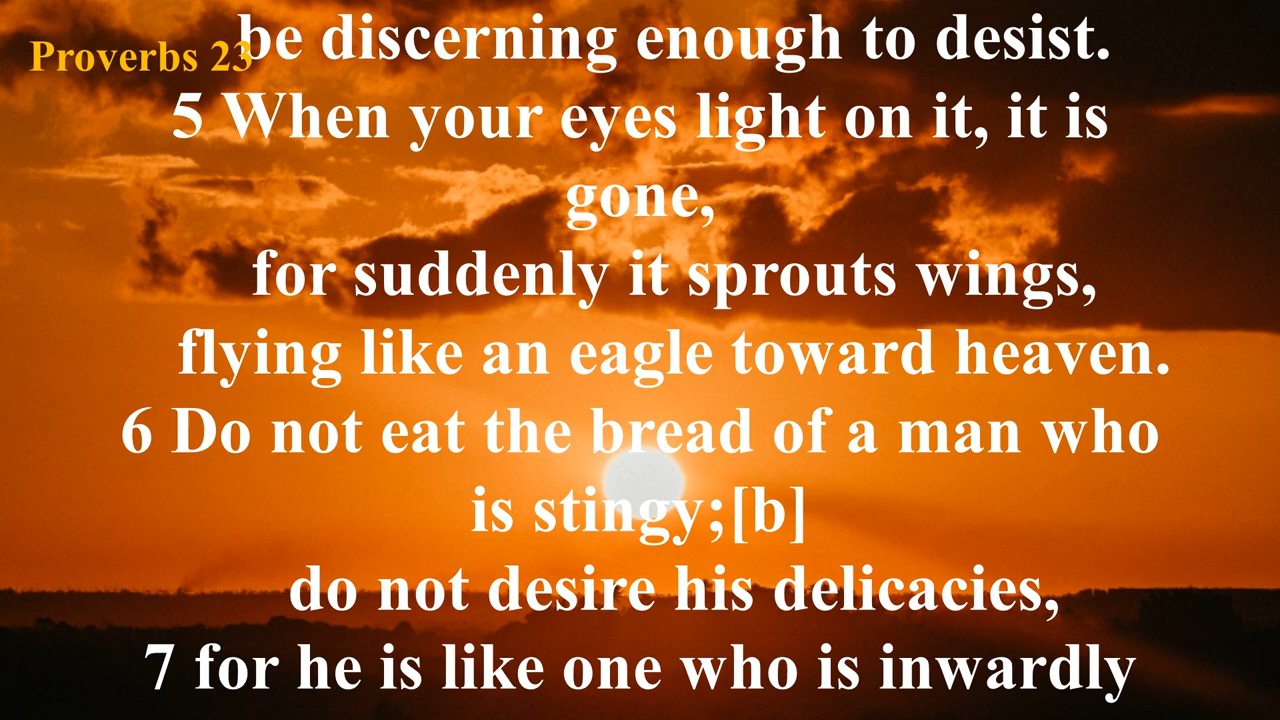 be discerning enough to desist.
Proverbs 23
5 When your eyes light on it, it is
gone,
for suddenly it sprouts wings,
flying like an eagle toward heaven.
6 Do not eat the bread of a man who
is stingy;[b]
do not desire his delicacies,
7 for he is like one who is inwardly